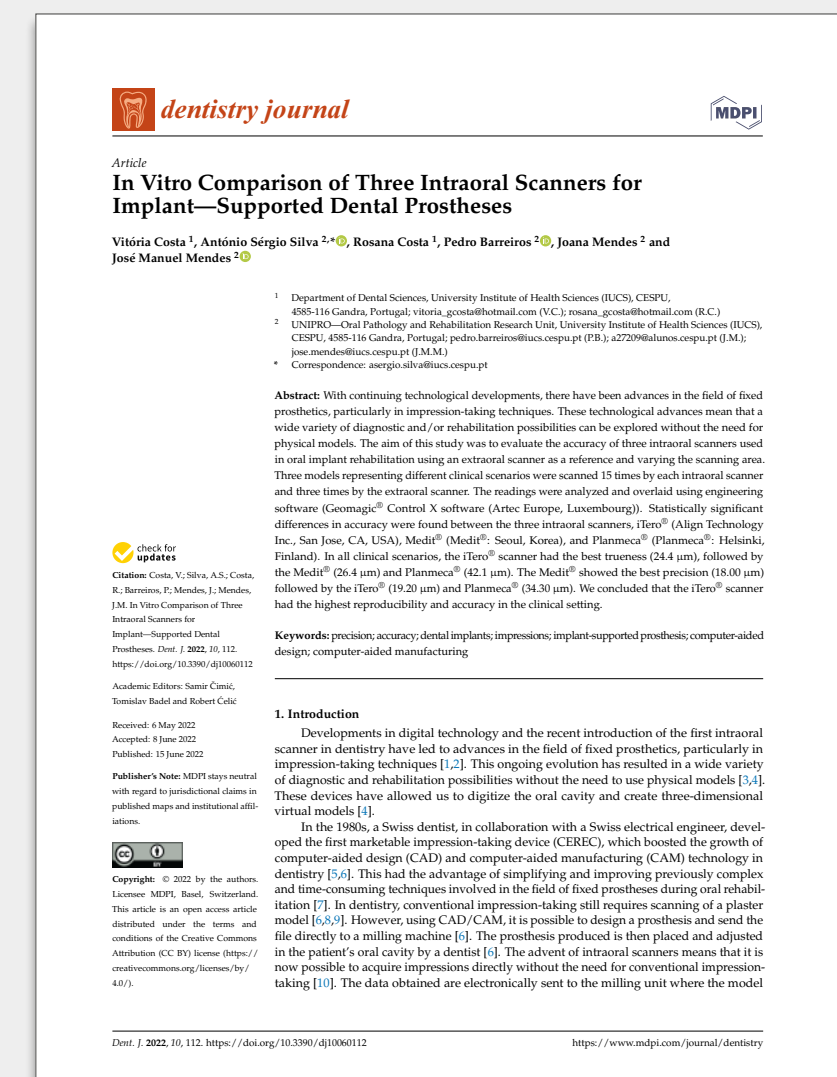 dentistry journal
MDPI
Article
In Vitro Comparison of Three Intraoral Scanners for
Implant—Supported Dental Prostheses
Vitória Costa 1, António Sérgio Silva 2,*, Rosana Costa 1, Pedro Barreiros 2, Joana Mendes 2 and
José Manuel Mendes 2
1 Department of Dental Sciences, University Institute of Health Sciences (IUCS), CESPU,
4585-116 Gandra, Portugal; vitoria_gcosta@hotmail.com (V.C.); rosana_gcosta@hotmail.com (R.C.)
2 UNIPRO—Oral Pathology and Rehabilitation Research Unit, University Institute of Health Sciences (IUCS),
CESPU, 4585-116 Gandra, Portugal; pedro.barreiros@iucs.cespu.pt (P.B.); a27209@alunos.cespu.pt (J.M.);
jose.mendes@iucs.cespu.pt (J.M.M.)
* Correspondence: asergio.silva@iucs.cespu.pt
Abstract: With continuing technological developments, there have been advances in the field of fixed
prosthetics, particularly in impression-taking techniques. These technological advances mean that a
wide variety of diagnostic and/or rehabilitation possibilities can be explored without the need for
physical models. The aim of this study was to evaluate the accuracy of three intraoral scanners used
in oral implant rehabilitation using an extraoral scanner as a reference and varying the scanning area.
Three models representing different clinical scenarios were scanned 15 times by each intraoral scanner
and three times by the extraoral scanner. The readings were analyzed and overlaid using engineering
software (Geomagic® Control X software (Artec Europe, Luxembourg)). Statistically significant
differences in accuracy were found between the three intraoral scanners, iTero® (Align Technology
Inc., San Jose, CA, USA), Medit® (Medit®: Seoul, Korea), and Planmeca® (Planmeca®: Helsinki,
Finland). In all clinical scenarios, the iTero® scanner had the best trueness (24.4 μm), followed by
the Medit® (26.4 μm) and Planmeca® (42.1 μm). The Medit® showed the best precision (18.00 μm)
followed by the iTero® (19.20 μm) and Planmeca® (34.30 μm). We concluded that the iTero® scanner
had the highest reproducibility and accuracy in the clinical setting.
Keywords: precision; accuracy; dental implants; impressions; implant-supported prosthesis; computer-aided
design; computer-aided manufacturing
check for
updates
Citation: Costa, V.; Silva, A.S.; Costa,
R.; Barreiros, P.; Mendes, J.; Mendes,
J.M. In Vitro Comparison of Three
Intraoral Scanners for
Implant—Supported Dental
Prostheses. Dent. J. 2022, 10, 112.
https://doi.org/10.3390/dj10060112
Academic Editors: Samir Čimić,
Tomislav Badel and Robert Ćelić
Received: 6 May 2022
Accepted: 8 June 2022
Published: 15 June 2022
Publisher's Note: MDPI stays neutral
with regard to jurisdictional claims in
published maps and institutional affil-
iations.
CC BY
Copyright: © 2022 by the authors.
Licensee MDPI, Basel, Switzerland.
This article is an open access article
distributed under the terms and
conditions of the Creative Commons
Attribution (CC BY) license (https://
creativecommons.org/licenses/by/
4.0/).
1. Introduction
Developments in digital technology and the recent introduction of the first intraoral
scanner in dentistry have led to advances in the field of fixed prosthetics, particularly in
impression-taking techniques [1,2]. This ongoing evolution has resulted in a wide variety
of diagnostic and rehabilitation possibilities without the need to use physical models [3,4].
These devices have allowed us to digitize the oral cavity and create three-dimensional
virtual models [4].
In the 1980s, a Swiss dentist, in collaboration with a Swiss electrical engineer, devel-
oped the first marketable impression-taking device (CEREC), which boosted the growth of
computer-aided design (CAD) and computer-aided manufacturing (CAM) technology in
dentistry [5,6]. This had the advantage of simplifying and improving previously complex
and time-consuming techniques involved in the field of fixed prostheses during oral rehabil-
itation [7]. In dentistry, conventional impression-taking still requires scanning of a plaster
model [6,8,9]. However, using CAD/CAM, it is possible to design a prosthesis and send the
file directly to a milling machine [6]. The prosthesis produced is then placed and adjusted
in the patient's oral cavity by a dentist [6]. The advent of intraoral scanners means that it is
now possible to acquire impressions directly without the need for conventional impression-
taking [10]. The data obtained are electronically sent to the milling unit where the model
Dent. J. 2022, 10, 112. https://doi.org/10.3390/dj10060112
https://www.mdpi.com/journal/dentistry